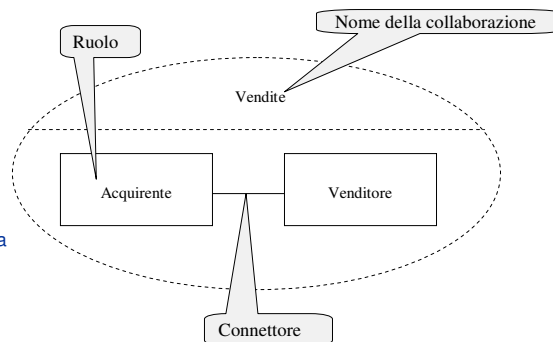 Nome della collaborazione
Ruolo
Vendite
Acquirente
Venditore
a
Connettore